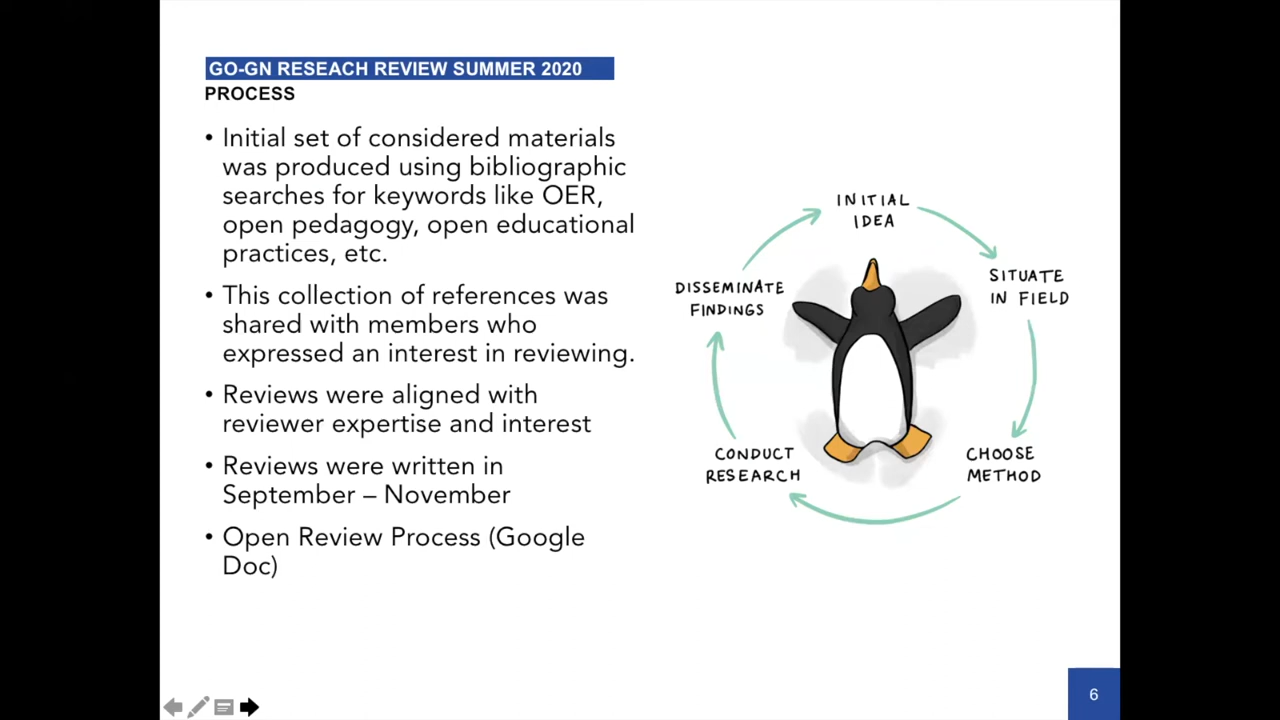 GO-GN RESEACH REVIEW SUMMER 2020
PROCESS
• Initial set of considered materials
was produced using bibliographic
searches for keywords like OER,
open pedagogy, open educational
practices, etc.
• This collection of references was
shared with members who
expressed an interest in reviewing.
• Reviews were aligned with
reviewer expertise and interest
• Reviews were written in
September – November
• Open Review Process (Google
Doc)
INITIAL
IDEA
SITUATE
IN FIELD
CHOOSE
METHOD
CONDUCT
RESEARCH
DISSEMINATE
FINDINGS
6